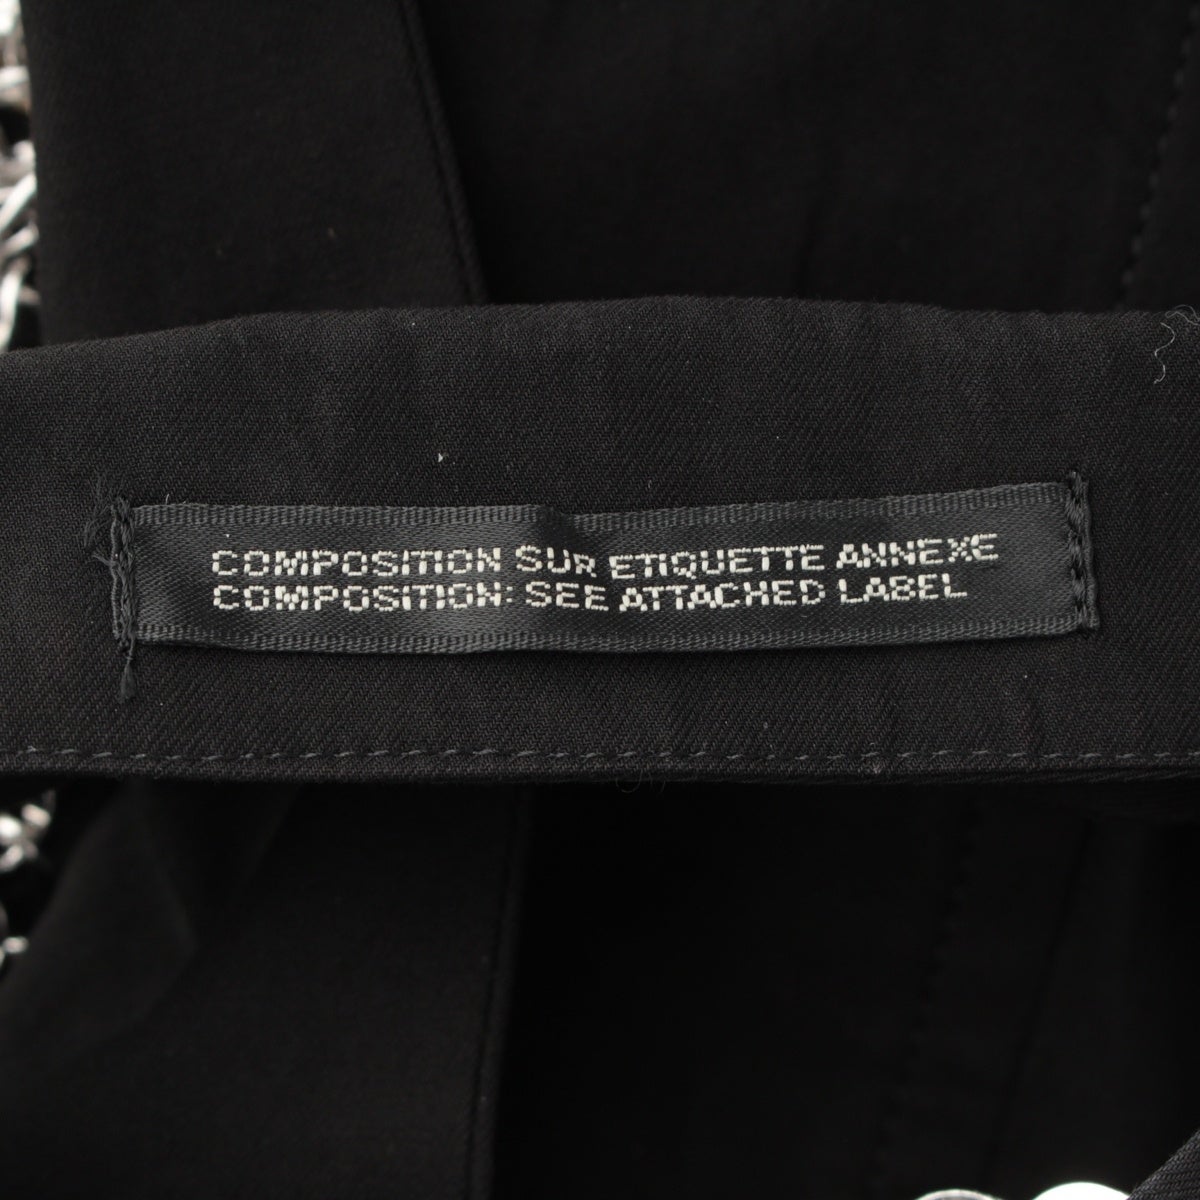 COMPOSITION SUR ETIQUETTE ANNEXE
COMPOSITION: SEE ATTACHED LABEL